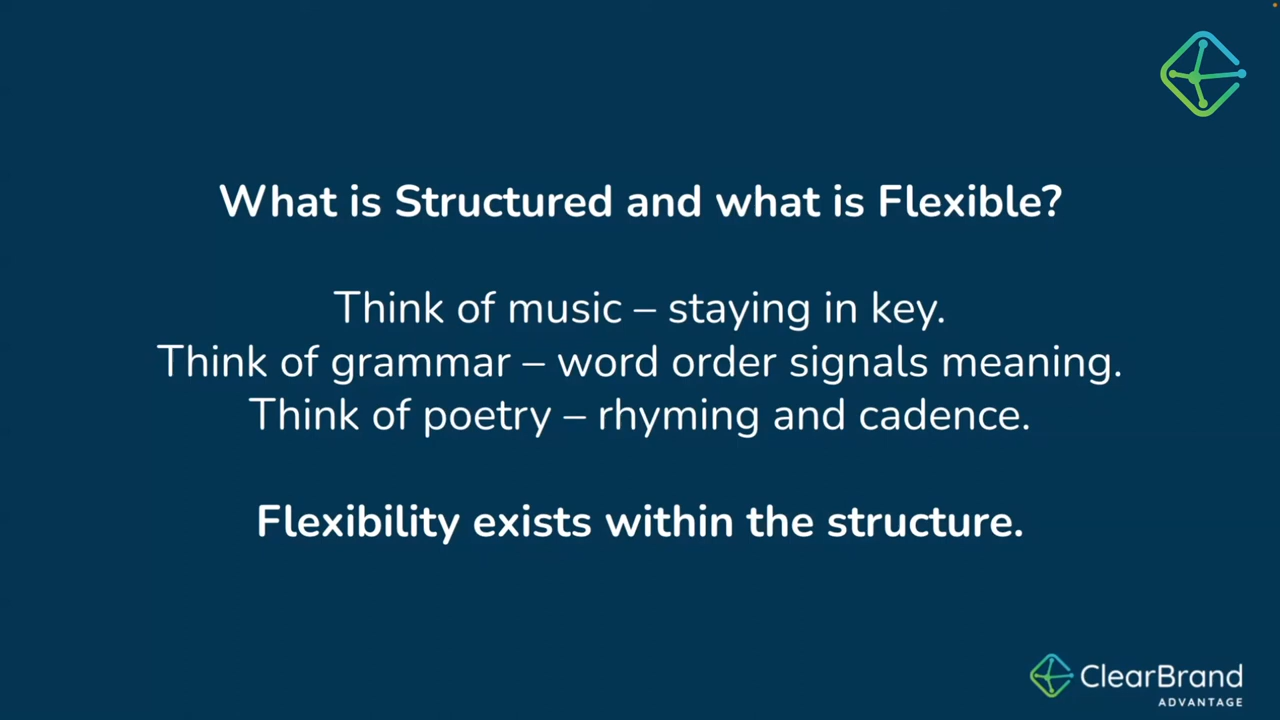 What is Structured and what is Flexible?
Think of music – staying in key.
Think of grammar – word order signals meaning.
Think of poetry – rhyming and cadence.
Flexibility exists within the structure.
ClearBrand
ADVANTAGE